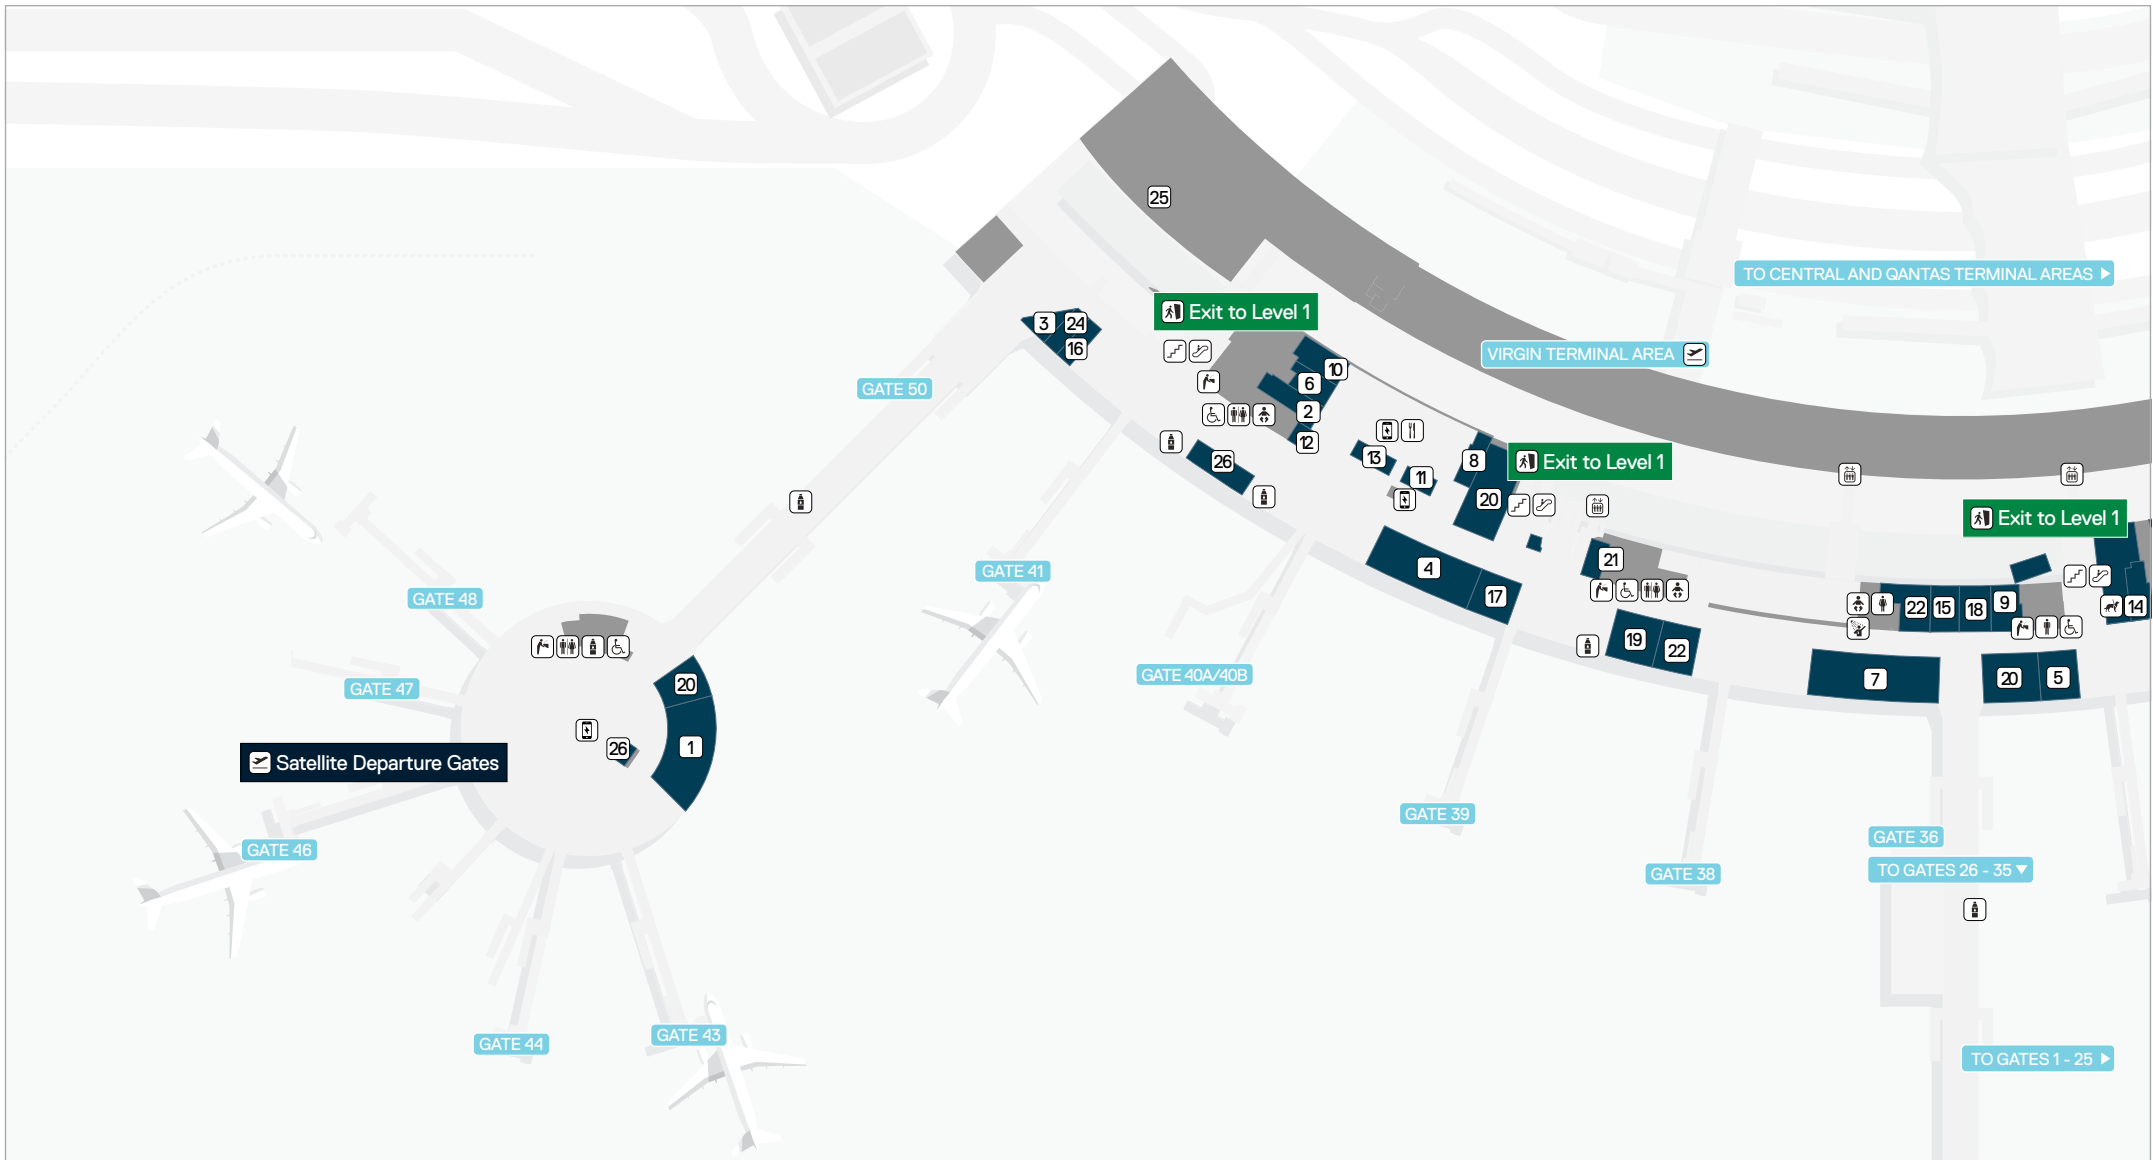 25
TO CENTRAL AND QANTAS TERMINAL AREAS
Exit to Level 1
3
24
16
VIRGIN TERMINAL AREA
10
6
2
12
GATE 50
26
13
11
8
20
Exit to Level 1
Exit to Level 1
4
17
21
GATE 41
GATE 48
22
15
18
9
14
19
22
GATE 40A/40B
7
20
5
20
GATE 47
1
26
Satellite Departure Gates
GATE 39
GATE 46
GATE 38
GATE 36
TO GATES 26 - 35
GATE 44
GATE 43
TO GATES 1 - 25